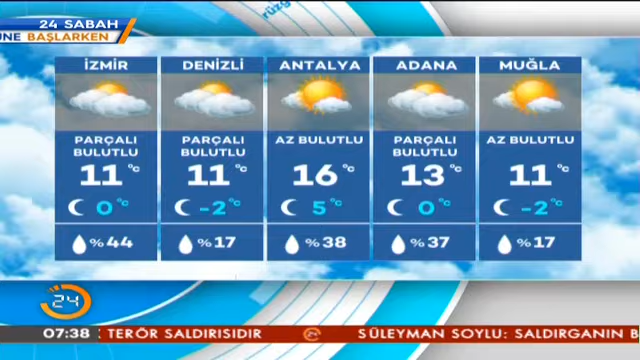 24 SABAH
rüzg
ÜNE BAŞLARKEN
İZMİR
DENİZLİ
ANTALYA
ADANA
MUĞLA
PARÇALI
BULUTLU
PARÇALI
BULUTLU
AZ BULUTLU
PARÇALI
BULUTLU
AZ BULUTLU
11°C
11°C
16°C
13°C
11°C
0°C
-2°C
5°C
0°C
-2°C
%44
%17
%38
%37
%17
24
07:38 TERÖR SALDIRISIDIR SÜLEYMAN SOYLU: SALDIRGANIN B